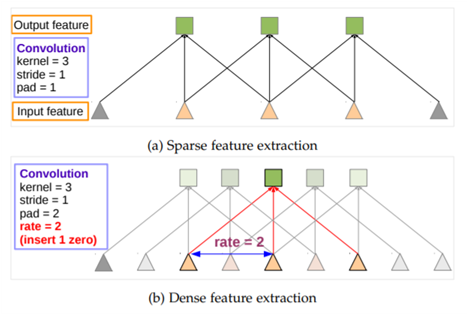 Output feature
Convolution
kernel = 3
stride = 1
pad = 1
Input feature
(a) Sparse feature extraction
Convolution
kernel = 3
stride = 1
pad = 2
rate = 2
(insert 1 zero)
rate = 2
(b) Dense feature extraction